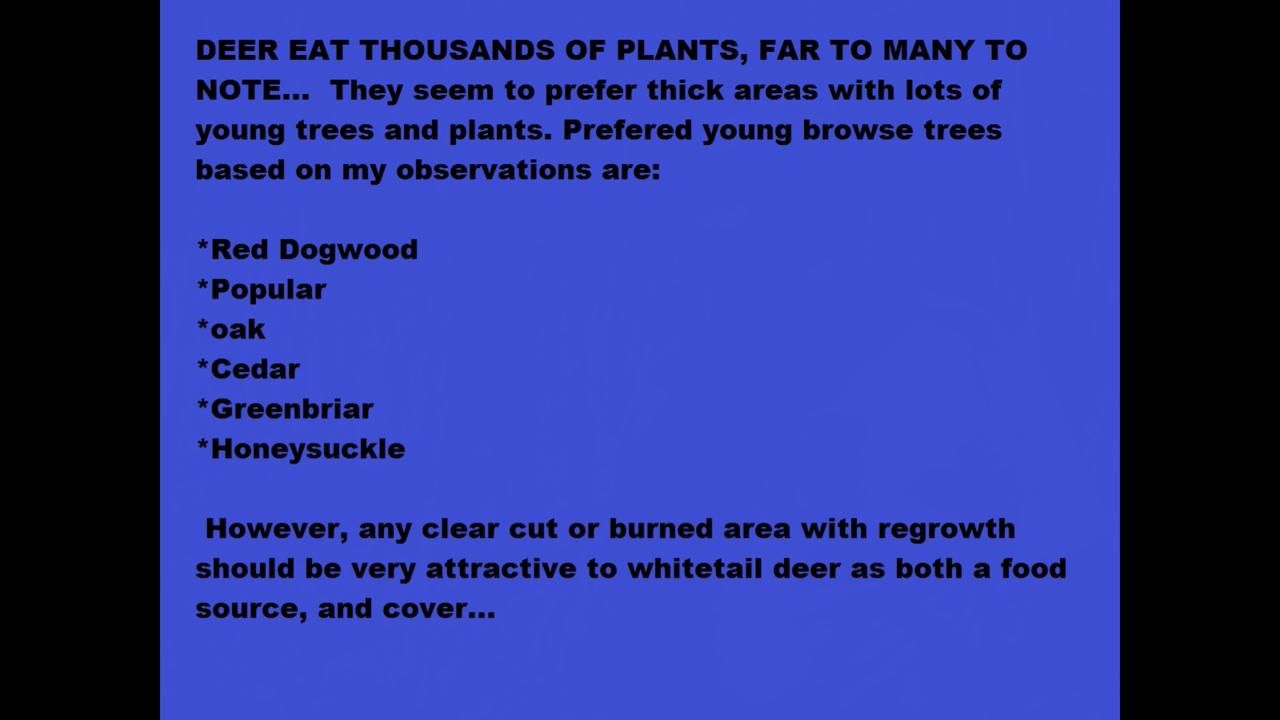 DEER EAT THOUSANDS OF PLANTS, FAR TO MANY TO
NOTE... They seem to prefer thick areas with lots of
young trees and plants. Prefered young browse trees
based on my observations are:
*Red Dogwood
*Popular
*oak
*Cedar
*Greenbriar
*Honeysuckle
However, any clear cut or burned area with regrowth
should be very attractive to whitetail deer as both a food
source, and cover...